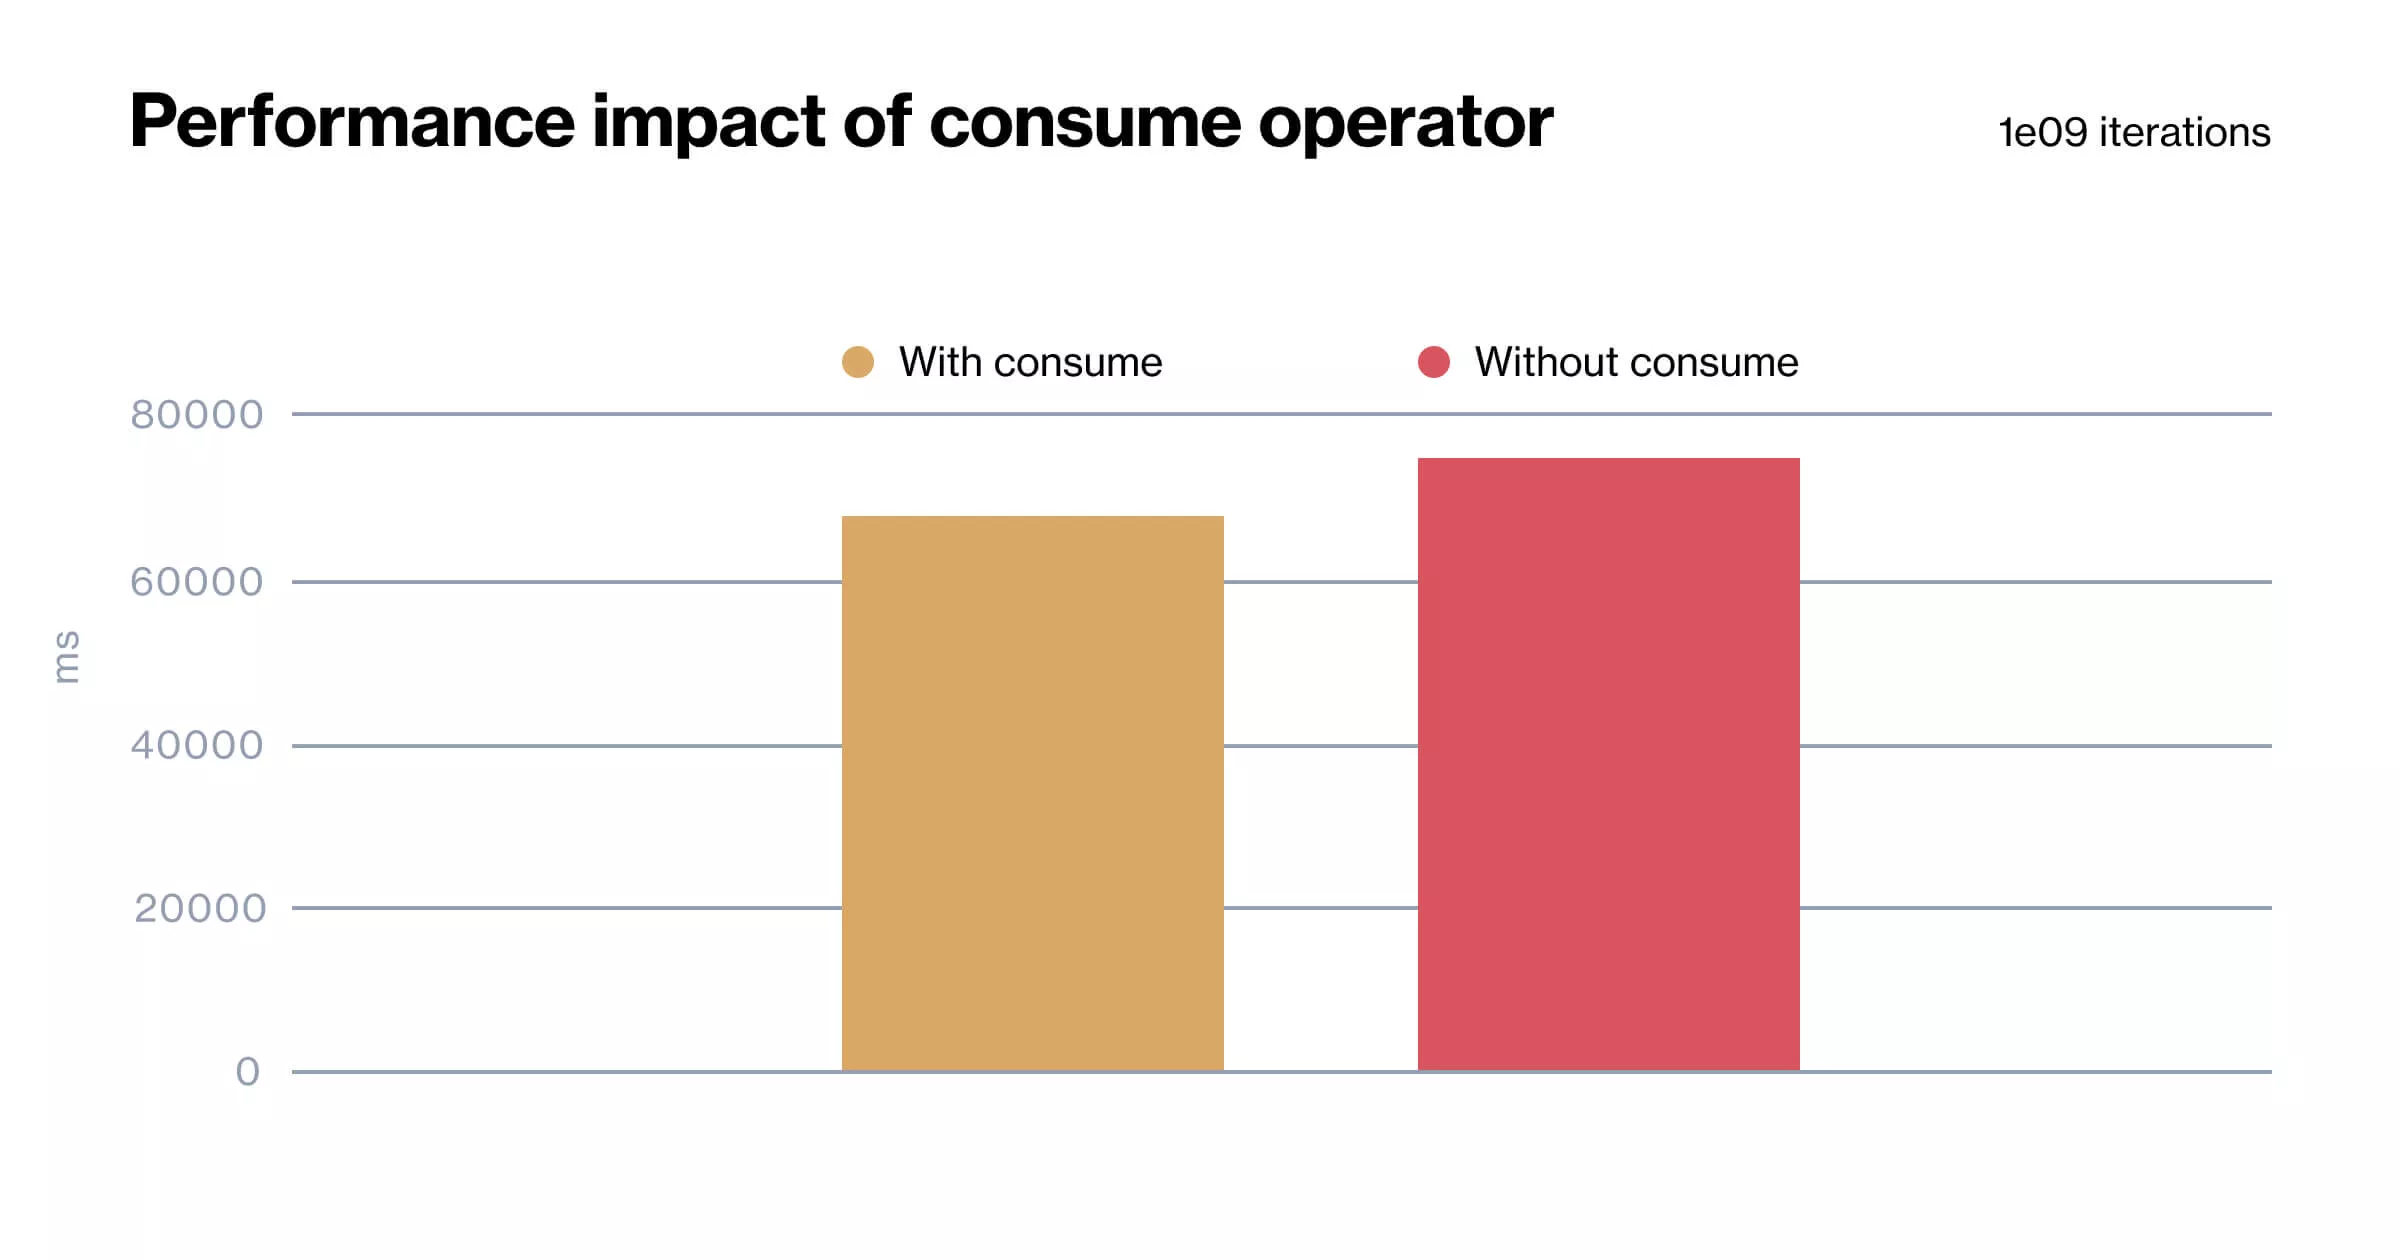 Performance impact of consume operator
1e09 iterations
With consume
Without consume
80000
60000
ms
40000
20000
0